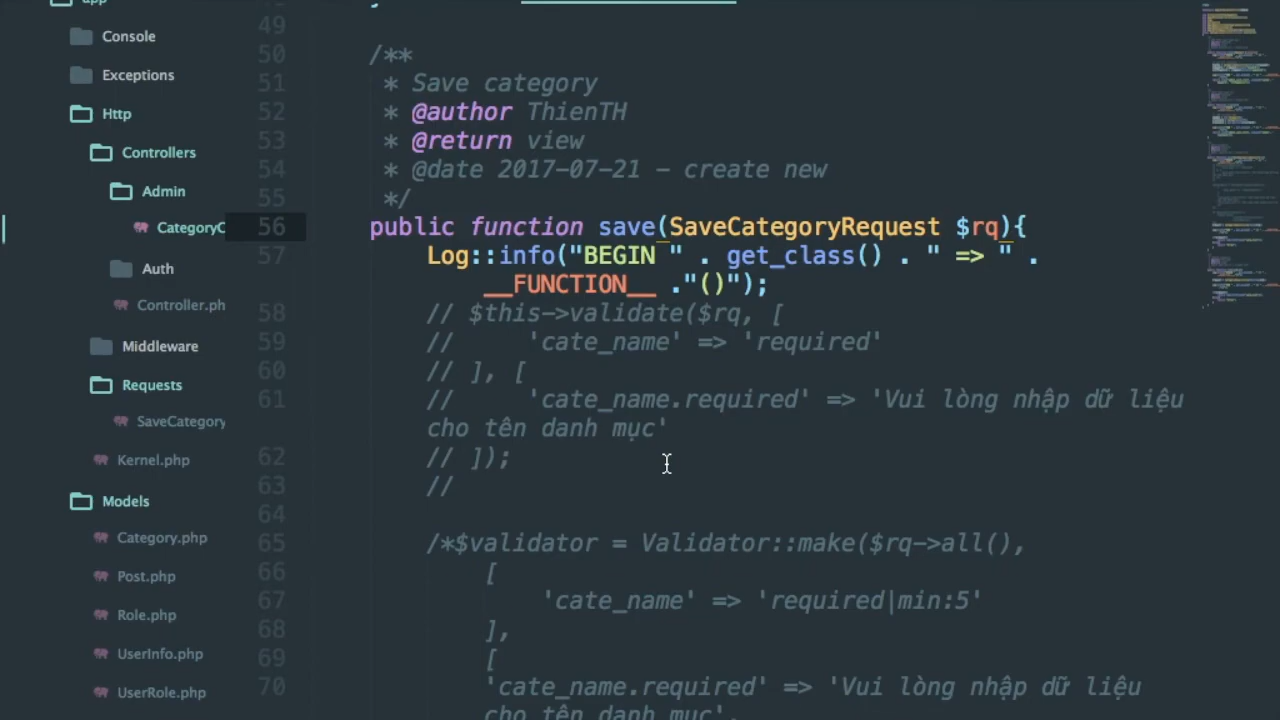 app
Console
Exceptions
Http
Controllers
Admin
CategoryC
Auth
Controller.ph
Middleware
Requests
SaveCategory
Kernel.php
Models
Category.php
Post.php
Role.php
UserInfo.php
UserRole.php
49
50 /**
51 * Save category
52 * @author ThienTH
53 * @return view
54 * @date 2017-07-21 - create new
55 */
56 public function save(SaveCategoryRequest $rq){
57 Log::info("BEGIN " . get_class() . " => " .
__FUNCTION__ ."()");
58 // $this->validate($rq, [
59 // 'cate_name' => 'required'
60 // ], [
61 // 'cate_name.required' => 'Vui lòng nhập dữ liệu
cho tên danh mục'
62 // ]);
63 //
64
65 /*$validator = Validator::make($rq->all(),
66 [
67 'cate_name' => 'required|min:5'
68 ],
69 [
70 'cate_name.required' => 'Vui lòng nhập dữ liệu
cho tên danh mục',